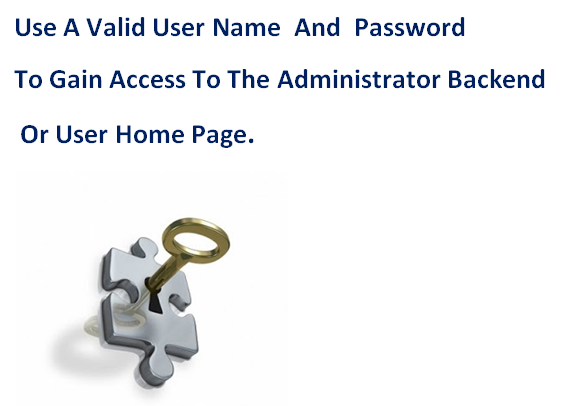 Use A Valid User Name And Password
To Gain Access To The Administrator Backend
Or User Home Page.